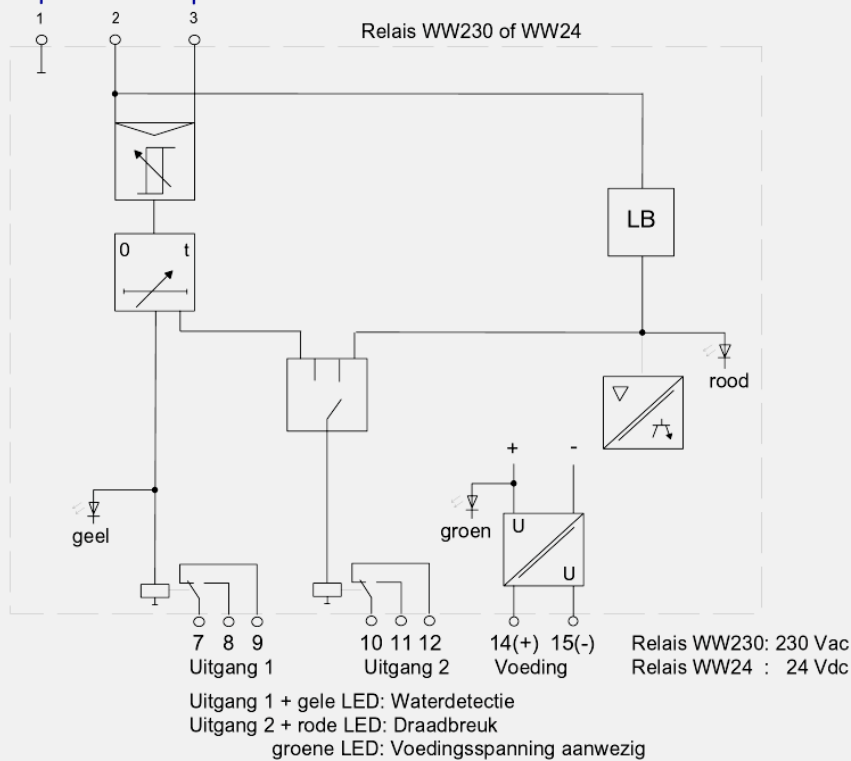 1 2 3
Relais WW230 of WW24
LB
0 t
rood
+ -
groen
U
geel
U
7 8 9 10 11 12 14(+) 15(-) Relais WW230: 230 Vac
Uitgang 1 Uitgang 2 Voeding Relais WW24 : 24 Vdc
Uitgang 1 + gele LED: Waterdetectie
Uitgang 2 + rode LED: Draadbreuk
groene LED: Voedingsspanning aanwezig